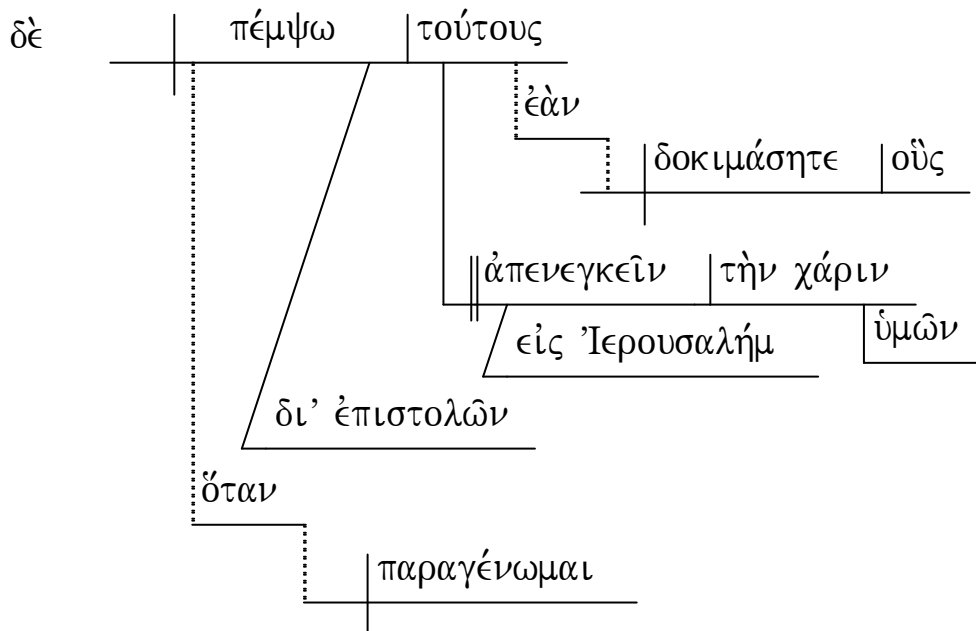 δὲ πέμψω τούτους
ἐὰν
δοκιμάσητε οὓς
ἀπενεγκεῖν τὴν χάριν
εἰς Ἰερουσαλήμ ὑμῶν
δι’ ἐπιστολῶν
ὅταν
παραγένωμαι